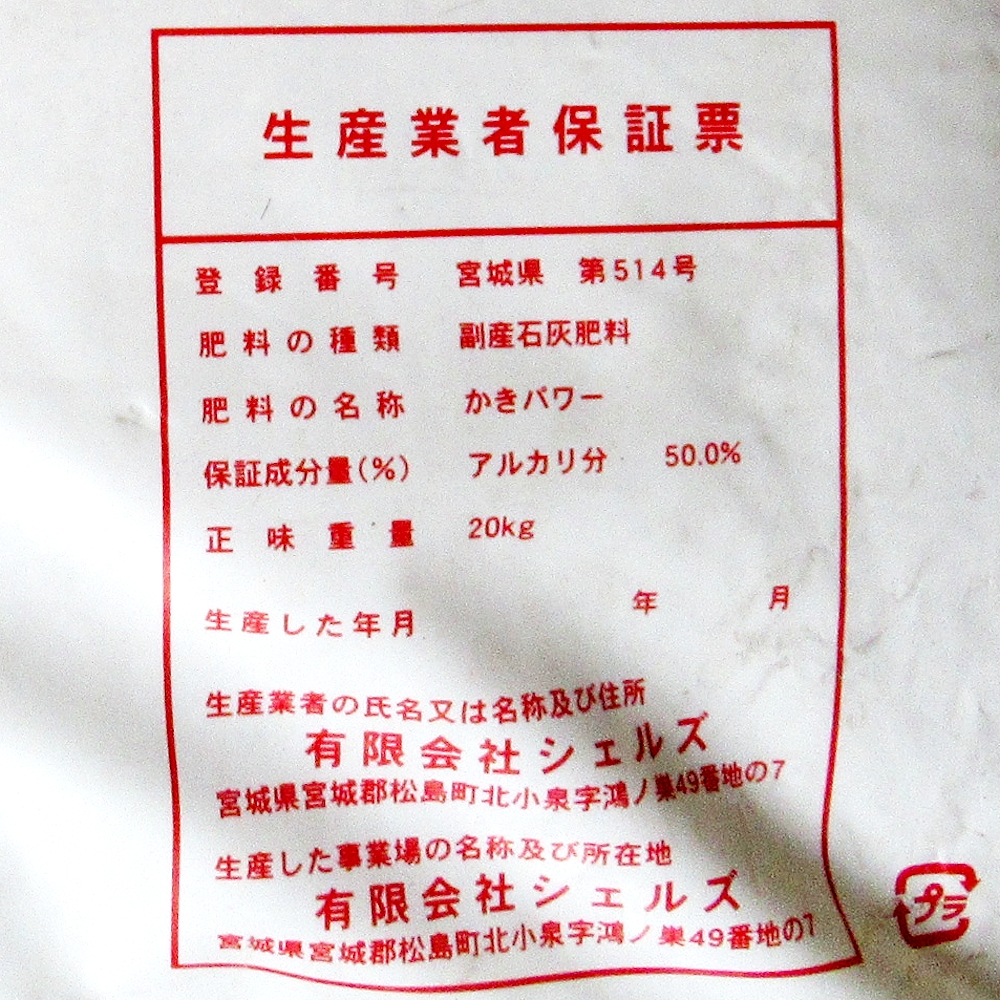 生産業者保証票
登録番号 宮城県 第514号
肥料の種類 副産石灰肥料
肥料の名称 かきパワー
保証成分量(%) アルカリ分 50.0%
正味重量 20kg
生産した年月 年 月
生産業者の氏名又は名称及び住所
有限会社シェルズ
宮城県宮城郡松島町北小泉字鴻ノ巣49番地の7
生産した事業場の名称及び所在地
有限会社シェルズ
宮城県宮城郡松島町北小泉字鴻ノ巣49番地の7
プラ